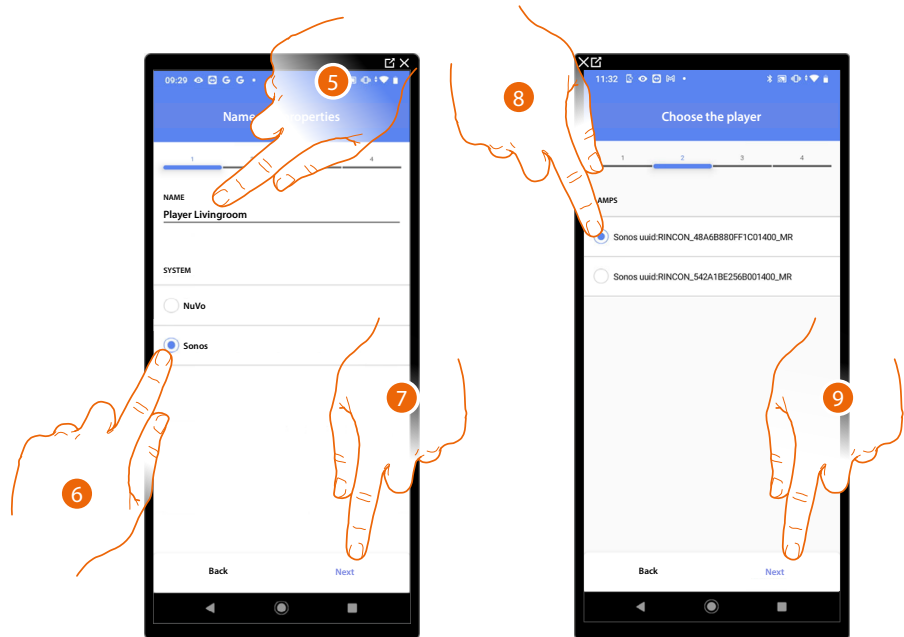 5
09:29 G G •
Name properties
1
4
NAME
Player Livingroom
SYSTEM
NuVo
Sonos
6
7
Back Next
8
11:32 •
Choose the player
1 2 3 4
AMPS
Sonos uuid:RINCON_48A6B880FF1C01400_MR
Sonos uuid:RINCON_542A1BE256B001400_MR
9
Back Next